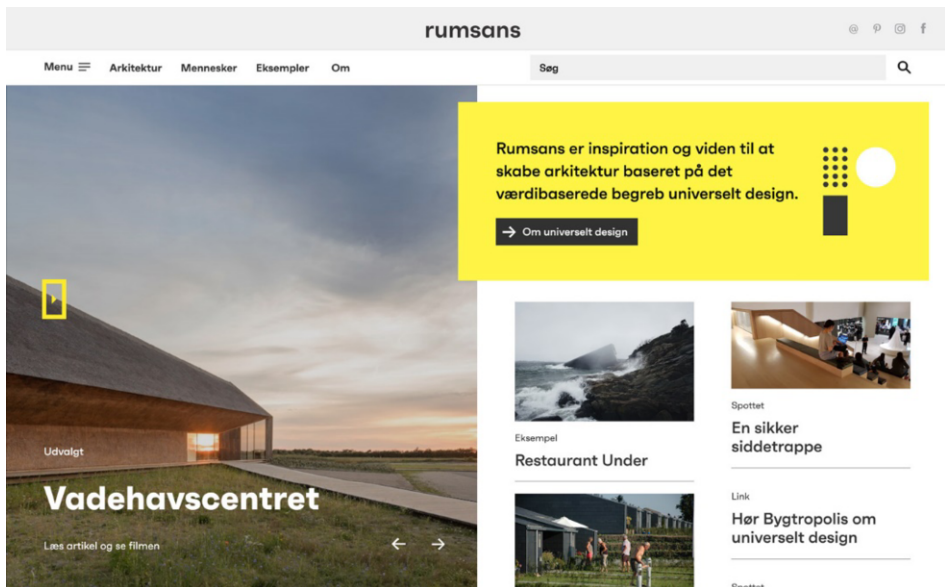 rumsans
Menu Arkitektur Mennesker Eksempler Om
Søg
Rumsans er inspiration og viden til at
skabe arkitektur baseret på det
værdibaserede begreb universelt design.
Om universelt design
Udvalgt
Vadehavscentret
Læs artikel og se filmen
Eksempel
Restaurant Under
Spottet
En sikker
siddetrappe
Link
Hør Bygtropolis om
universelt design
Spottet